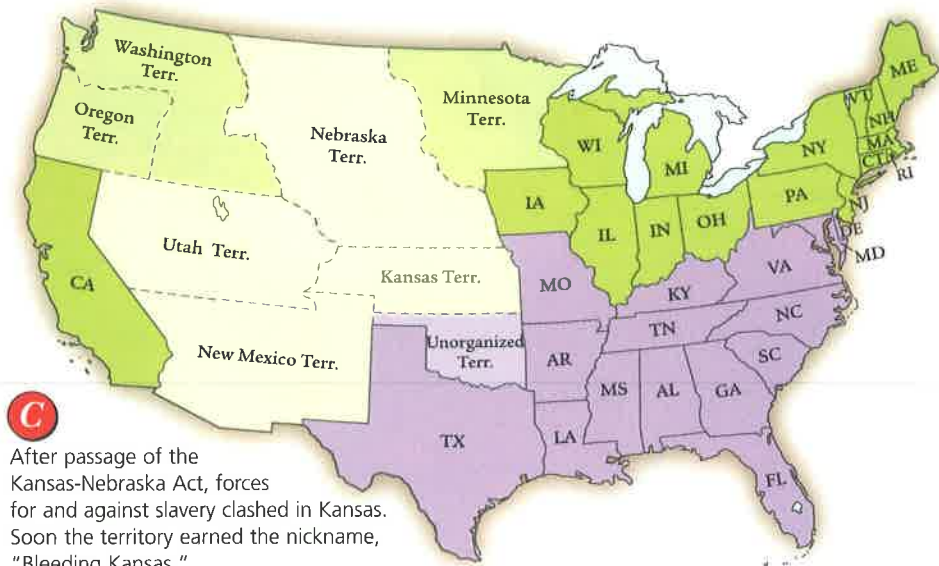 Washington
Terr.
Oregon
Terr.
Nebraska
Terr.
Minnesota
Terr.
Utah Terr.
Kansas Terr.
New Mexico Terr.
Unorganized
Terr.
CA
TX
IA
WI
MI
IL
IN
OH
MO
AR
LA
KY
TN
MS
AL
GA
FL
SC
NC
VA
PA
NY
ME
VT
NH
MA
CT
RI
NJ
DE
MD
C
After passage of the
Kansas-Nebraska Act, forces
for and against slavery clashed in Kansas.
Soon the territory earned the nickname,
"Bleeding Kansas."